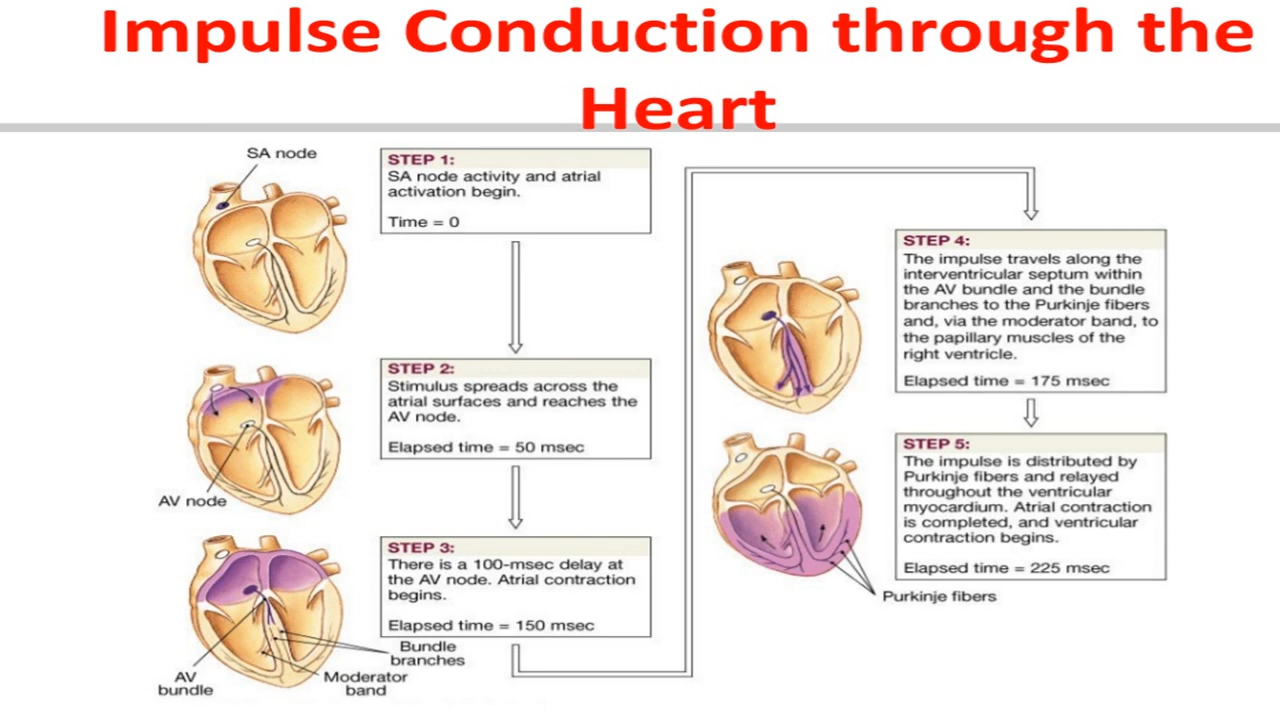 Impulse Conduction through the
Heart
SA node
STEP 1:
SA node activity and atrial
activation begin.
Time = 0
STEP 2:
Stimulus spreads across the
atrial surfaces and reaches the
AV node.
Elapsed time = 50 msec
AV node
STEP 3:
There is a 100-msec delay at
the AV node. Atrial contraction
begins.
Elapsed time = 150 msec
Bundle
branches
AV
bundle
Moderator
band
STEP 4:
The impulse travels along the
interventricular septum within
the AV bundle and the bundle
branches to the Purkinje fibers
and, via the moderator band, to
the papillary muscles of the
right ventricle.
Elapsed time = 175 msec
STEP 5:
The impulse is distributed by
Purkinje fibers and relayed
throughout the ventricular
myocardium. Atrial contraction
is completed, and ventricular
contraction begins.
Elapsed time = 225 msec
Purkinje fibers